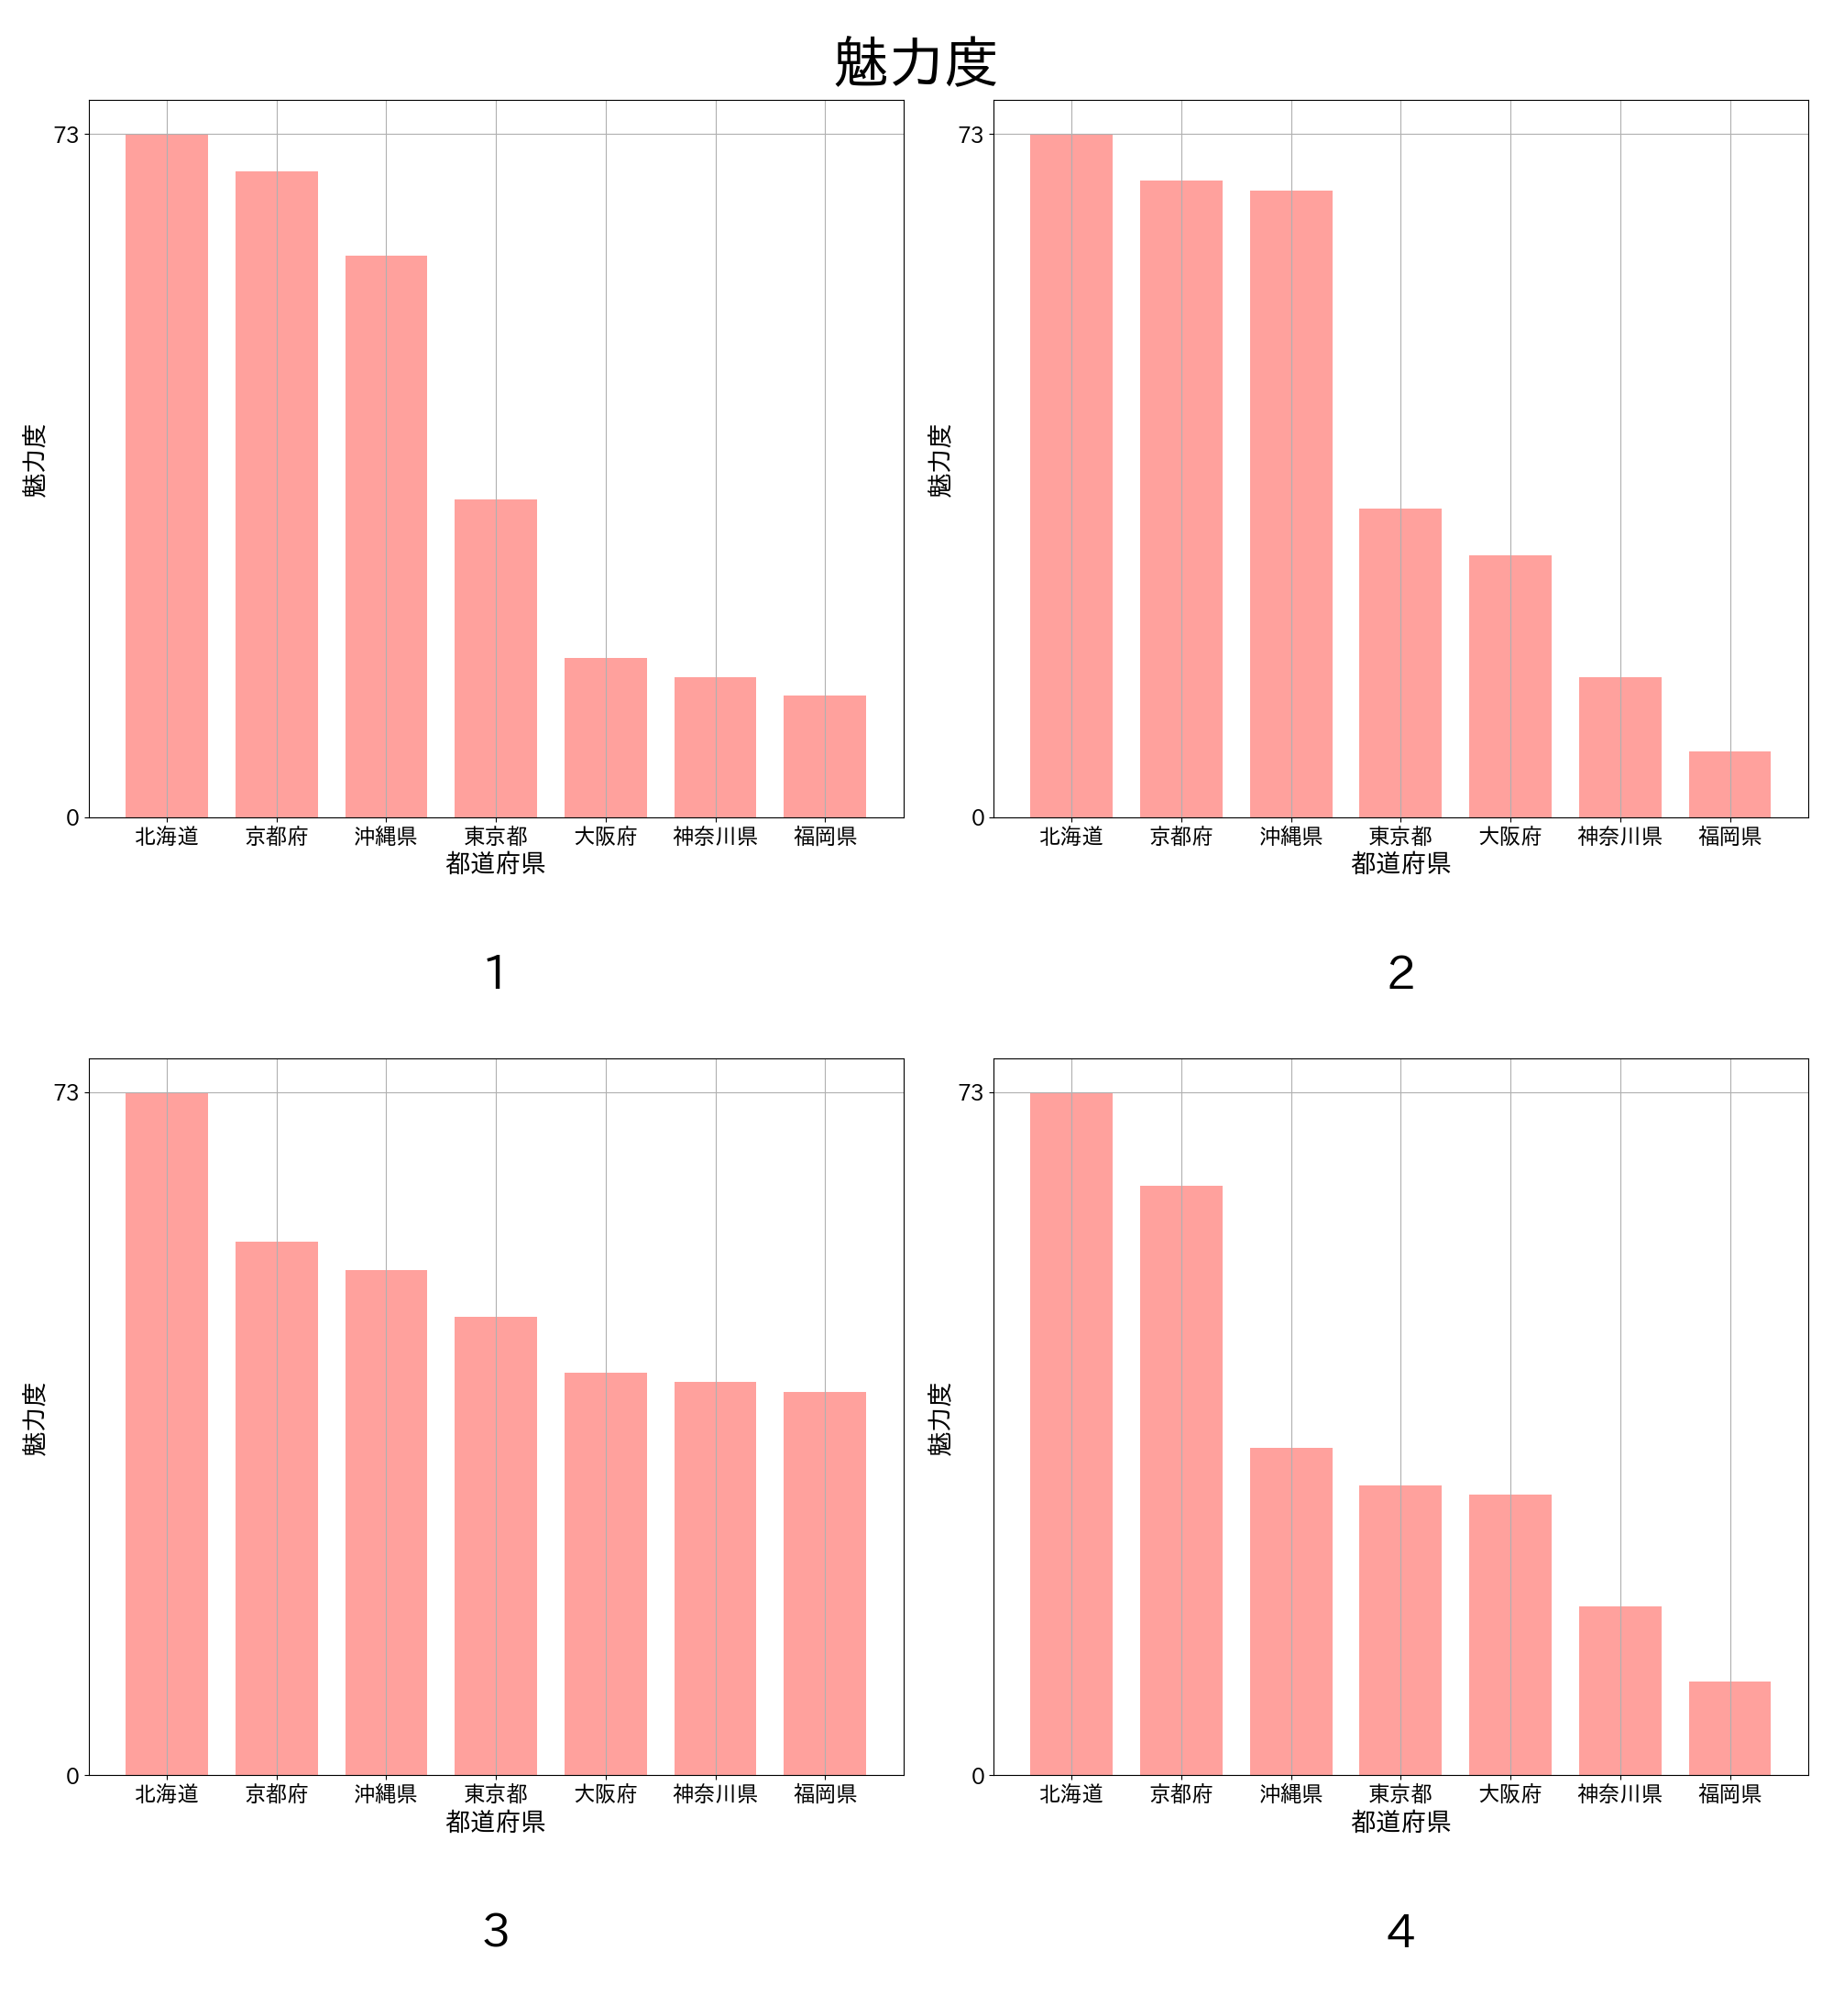 魅力度
73
73
魅力度
魅力度
0
0
北海道 京都府 沖縄県 東京都 大阪府 神奈川県 福岡県
北海道 京都府 沖縄県 東京都 大阪府 神奈川県 福岡県
都道府県
都道府県
1
2
73
73
魅力度
魅力度
0
0
北海道 京都府 沖縄県 東京都 大阪府 神奈川県 福岡県
北海道 京都府 沖縄県 東京都 大阪府 神奈川県 福岡県
都道府県
都道府県
3
4